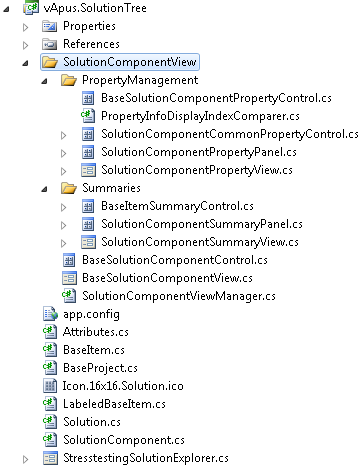 vApus.SolutionTree
Properties
References
SolutionComponentView
PropertyManagement
BaseSolutionComponentPropertyControl.cs
PropertyInfoDisplayIndexComparer.cs
SolutionComponentCommonPropertyControl.cs
SolutionComponentPropertyPanel.cs
SolutionComponentPropertyView.cs
Summaries
BaseItemSummaryControl.cs
SolutionComponentSummaryPanel.cs
SolutionComponentSummaryView.cs
BaseSolutionComponentControl.cs
BaseSolutionComponentView.cs
SolutionComponentViewManager.cs
app.config
Attributes.cs
BaseItem.cs
BaseProject.cs
Icon.16x16.Solution.ico
LabeledBaseItem.cs
Solution.cs
SolutionComponent.cs
StresstestingSolutionExplorer.cs